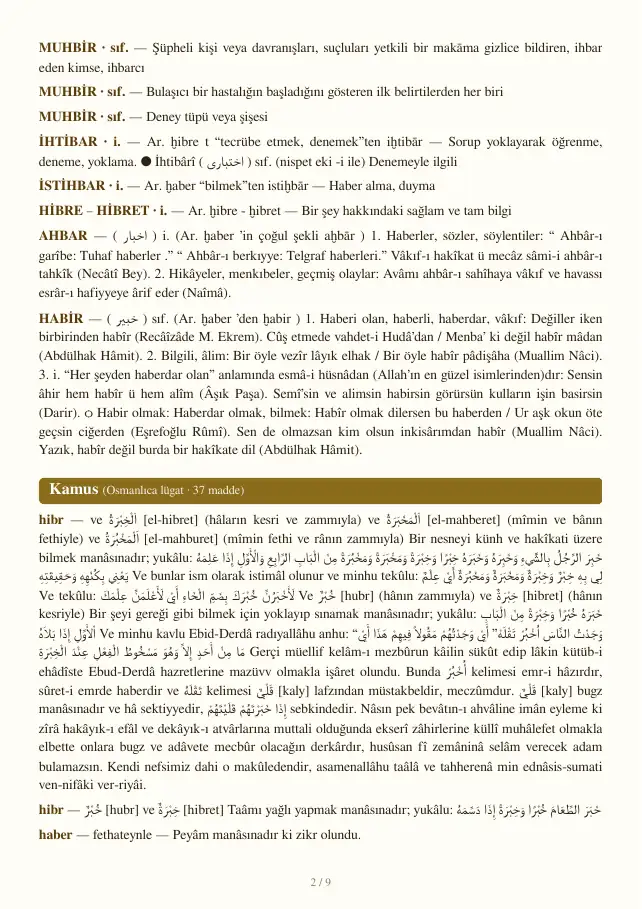 MUHBİR · sıf. — Şüpheli kişi veya davranışları, suçluları yetkili bir makāma gizlice bildiren, ihbar
eden kimse, ihbarcı
MUHBİR · sıf. — Bulaşıcı bir hastalığın başladığını gösteren ilk belirtilerden her biri
MUHBİR · sıf. — Deney tüpü veya şişesi
İHTİBAR · i. — Ar. ḫibre t “tecrübe etmek, denemek”ten iḫtibār — Sorup yoklayarak öğrenme,
deneme, yoklama. ● İhtibârî ( اختبارى ) sıf. (nispet eki -i ile) Denemeyle ilgili
İSTİHBAR · i. — Ar. ḫaber “bilmek”ten istiḫbār — Haber alma, duyma
HİBRE – HİBRET · i. — Ar. ḫibre - ḫibret — Bir şey hakkındaki sağlam ve tam bilgi
AHBAR — ( اخبار ) i. (Ar. ḫaber ’in çoğul şekli aḫbār ) 1. Haberler, sözler, söylentiler: “ Ahbâr-ı
garîbe: Tuhaf haberler .” “ Ahbâr-ı berkıyye: Telgraf haberleri.” Vâkıf-ı hakîkat ü mecâz sâmi-i ahbâr-ı
tahkîk (Necâtî Bey). 2. Hikâyeler, menkıbeler, geçmiş olaylar: Avâmı ahbâr-ı sahîhaya vâkıf ve havassı
esrâr-ı hafiyyeye ârif eder (Naîmâ).
HABİR — ( خبير ) sıf. (Ar. ḫaber ’den ḫabір ) 1. Haberi olan, haberli, haberdar, vâkıf: Değiller iken
birbirinden habîr (Recâîzâde M. Ekrem). Cûş etmede vahdet-i Hudâ’dan / Menba’ ki değil habîr mâdan
(Abdülhak Hâmit). 2. Bilgili, âlim: Bir öyle vezîr lâyık elhak / Bir öyle habîr pâdişâha (Muallim Nâci).
3. i. “Her şeyden haberdar olan” anlamında esmâ-i hüsnâdan (Allah’ın en güzel isimlerinden)dır: Sensin
âhir hem habîr ü hem alîm (Âşık Paşa). Semî'sin ve alimsin habirsin görürsün kulların işin basirsin
(Darir). ο Habir olmak: Haberdar olmak, bilmek: Habîr olmak dilersen bu haberden / Ur aşk okun öte
geçsin ciğerden (Eşrefoğlu Rûmî). Sen de olmazsan kim olsun inkisârımdan habîr (Muallim Nâci).
Yazık, habîr değil burda bir hakîkate dil (Abdülhak Hâmit).
Kamus (Osmanlıca lügat · 37 madde)
hibr — ve اَلْخِبْرَةُ [el-hibret] (hâların kesri ve zammıyla) ve اَلْمَخْبَرَةُ [el-mahberet] (mîmin ve bânın
fethiyle) ve اَلْمَخْبُرَةُ [el-mahburet] (mîmin fethi ve rânın zammıyla) Bir nesneyi künh ve hakîkati üzere
bilmek manâsınadır; yukâlu: خَبِرَ الرَّجُلُ بِالشَّيْءِ وَخَبِرَهُ وَخَبَرَهُ خِبْرًا وَخِبْرَةً وَمَخْبَرَةً وَمَخْبُرَةً مِنَ الْبَابِ الرَّابِعِ وَالْأَوَّلِ إِذَا عَلِمَهُ
يَعْنِي بِكُنْهِهِ وَحَقِيقَتِهِ Ve bunlar ism olarak istimâl olunur ve minhu tekûlu: لِي بِهِ خِبْرٌ وَخِبْرَةٌ وَمَخْبَرَةٌ وَمَخْبُرَةٌ أَيْ عِلْمٌ
Ve tekûlu: لَأَخْبُرَنَّ خُبْرَكَ بِضَمِّ الْخَاءِ أَيْ لَأَعْلَمَنَّ عِلْمَكَ Ve خُبْرٌ [hubr] (hânın zammıyla) ve خِبْرَةٌ [hibret] (hânın
kesriyle) Bir şeyi gereği gibi bilmek için yoklayıp sınamak manâsınadır; yukâlu: خَبَرَهُ خُبْرًا وَخِبْرَةً مِنَ الْبَابِ
الْأَوَّلِ إِذَا بَلَاهُ Ve minhu kavlu Ebid-Derdâ radıyallâhu anhu: “وَجَدْتُ النَّاسَ اُخْبُرْ تَقْلَهْ” أَيْ وَجَدْتُهُمْ مَقُولًا فِيهِمْ هَذَا أَيْ
مَا مِنْ أَحَدٍ إِلَّا وَهُوَ مَسْخُوطُ الْفِعْلِ عِنْدَ الْخِبْرَةِ Gerçi müellif kelâm-ı mezbûrun kâilin sükût edip lâkin kütüb-i
ehâdîste Ebud-Derdâ hazretlerine mazüvv olmakla işâret olundu. Bunda اُخْبُرْ kelimesi emr-i hâzırdır,
sûret-i emrde haberdir ve تَقْلَهْ kelimesi قَلْيٌ [kaly] lafzından müstakbeldir, meczûmdur. قَلْيٌ [kaly] bugz
manâsınadır ve hâ sektiyyedir, إِذَا خَبَرْتَهُمْ قَلَيْتَهُمْ sebkindedir. Nâsın pek bevâtın-ı ahvâline imân eyleme ki
zîrâ hakâyık-ı efâl ve dekâyık-ı atvârlarına muttali olduğunda ekserî zâhirlerine küllî muhâlefet olmakla
elbette onlara bugz ve adâvete mecbûr olacağın derkârdır, husûsan fî zemâninâ selâm verecek adam
bulamazsın. Kendi nefsimiz dahi o makûledendir, asamenallâhu taâlâ ve tahherenâ min ednâsis-sumati
ven-nifâki ver-riyâi.
hibr — خُبْرٌ [hubr] ve خِبْرَةٌ [hibret] Taâmı yağlı yapmak manâsınadır; yukâlu: خَبَرَ الطَّعَامَ خُبْرًا وَخِبْرَةً إِذَا دَسَّمَهُ
haber — fethateynle — Peyâm manâsınadır ki zikr olundu.
2 / 9